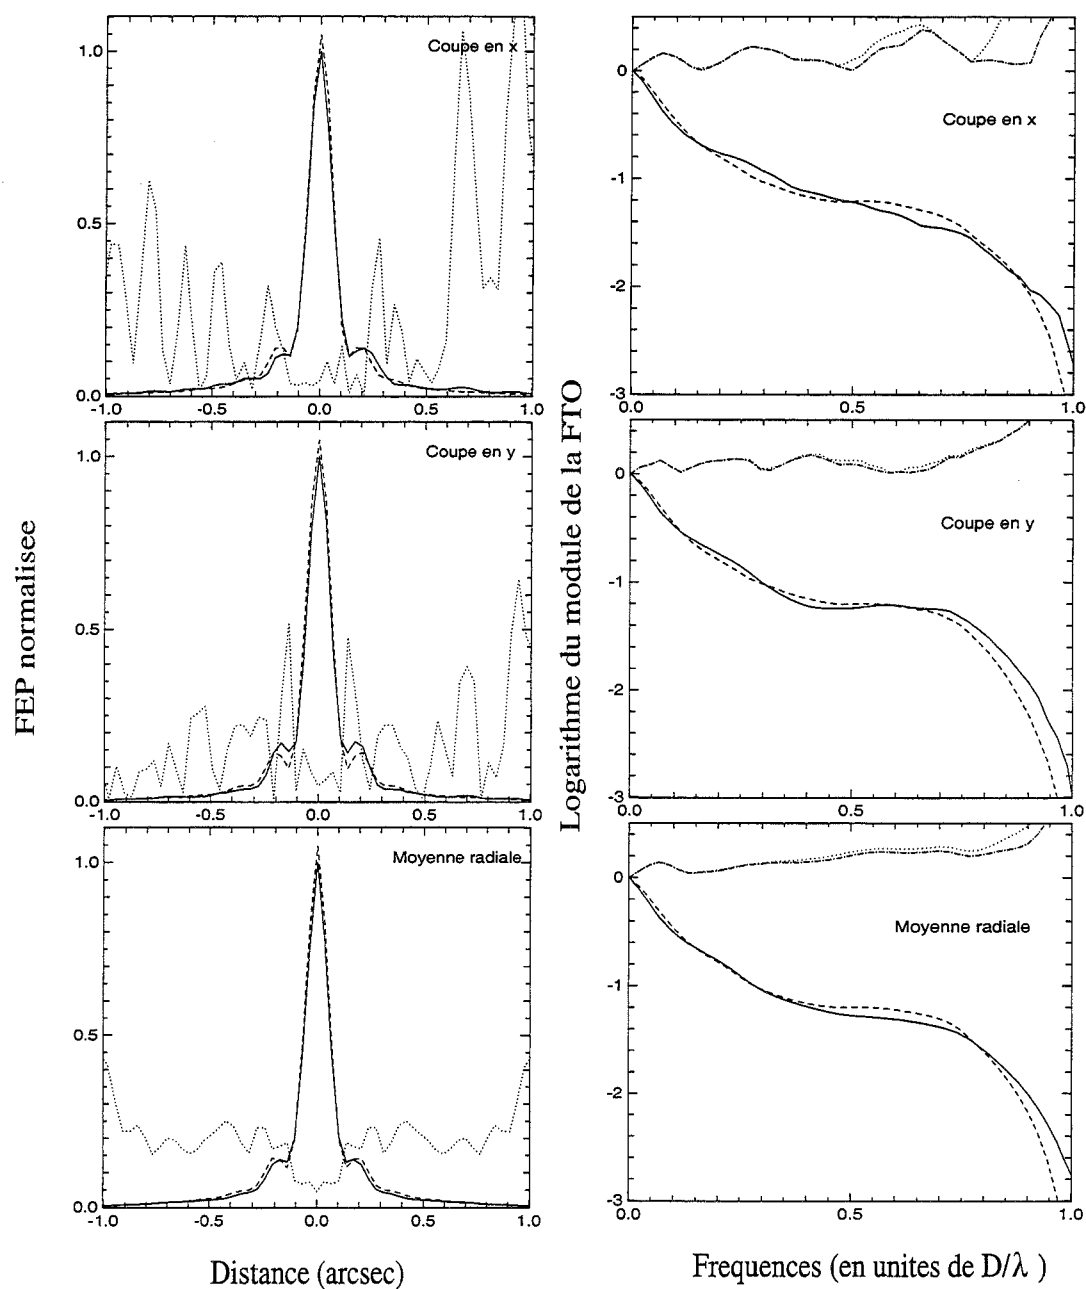 Coupe en x
1.0
0.5
0.0
-1.0 -0.5 0.0 0.5 1.0
Coupe en y
1.0
0.5
0.0
-1.0 -0.5 0.0 0.5 1.0
Moyenne radiale
1.0
0.5
0.0
-1.0 -0.5 0.0 0.5 1.0
FEP normalisee
Distance (arcsec)
Logarithme du module de la FTO
0
Coupe en x
-1
-2
-3
0.0 0.5 1.0
0
Coupe en y
-1
-2
-3
0.0 0.5 1.0
0
Moyenne radiale
-1
-2
-3
0.0 0.5 1.0
Frequences (en unites de D/λ )